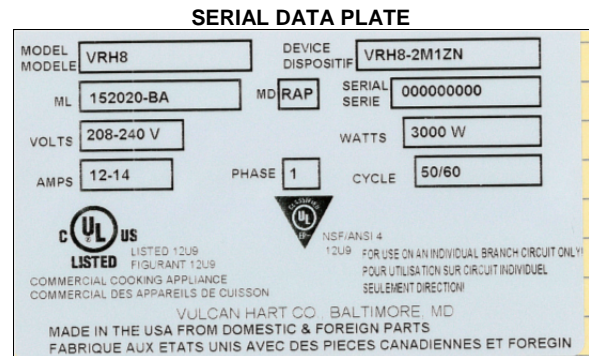 SERIAL DATA PLATE
MODEL MODELE VRH8 DEVICE DISPOSITIF VRH8-2M1ZN
ML 152020-BA MD RAP SERIAL SERIE 000000000
VOLTS 208-240 V WATTS 3000 W
AMPS 12-14 PHASE 1 CYCLE 50/60
CLASSIFIED
UL
C UL US
®
LISTED
LISTED 12U9
FIGURANT 12U9
NSF/ANSI 4
12U9
FOR USE ON AN INDIVIDUAL BRANCH CIRCUIT ONLY
POUR UTILISATION SUR CIRCUIT INDIVIDUEL
SEULEMENT DIRECTION!
COMMERCIAL COOKING APPLIANCE
COMMERCIAL DES APPAREILS DE CUISSON
VULCAN HART CO., BALTIMORE, MD
MADE IN THE USA FROM DOMESTIC & FOREIGN PARTS
FABRIQUE AUX ETATS UNIS AVEC DES PIECES CANADIENNES ET FOREGIN